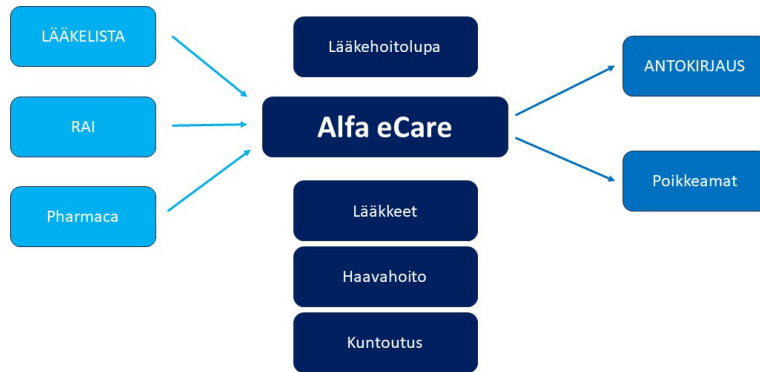 LÄÄKELISTA
RAI
Pharmaca
Lääkehoitolupa
Alfa eCare
Lääkkeet
Haavahoito
Kuntoutus
ANTOKIRJAUS
Poikkeamat